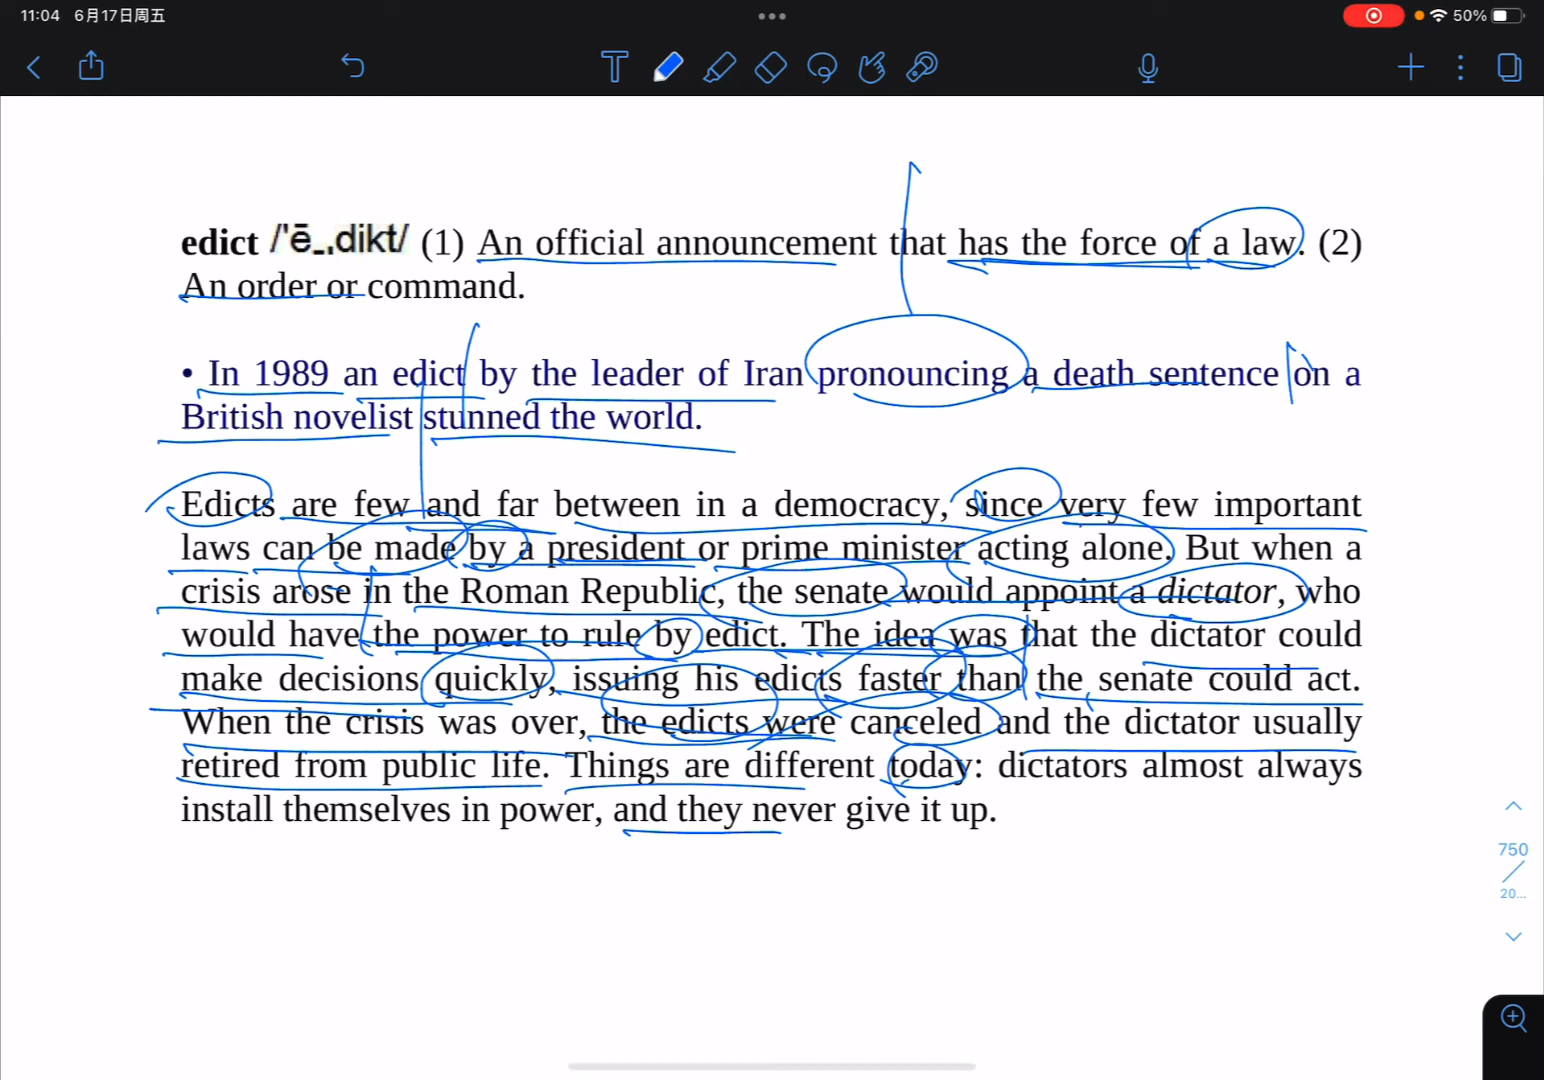 11:04 6月17日周五
50%
edict /'ē-ˌdikt/ (1) An official announcement that has the force of a law. (2)
An order or command.
• In 1989 an edict by the leader of Iran pronouncing a death sentence on a
British novelist stunned the world.
Edicts are few and far between in a democracy, since very few important
laws can be made by a president or prime minister acting alone. But when a
crisis arose in the Roman Republic, the senate would appoint a dictator, who
would have the power to rule by edict. The idea was that the dictator could
make decisions quickly, issuing his edicts faster than the senate could act.
When the crisis was over, the edicts were canceled and the dictator usually
retired from public life. Things are different today: dictators almost always
install themselves in power, and they never give it up.
750
20...